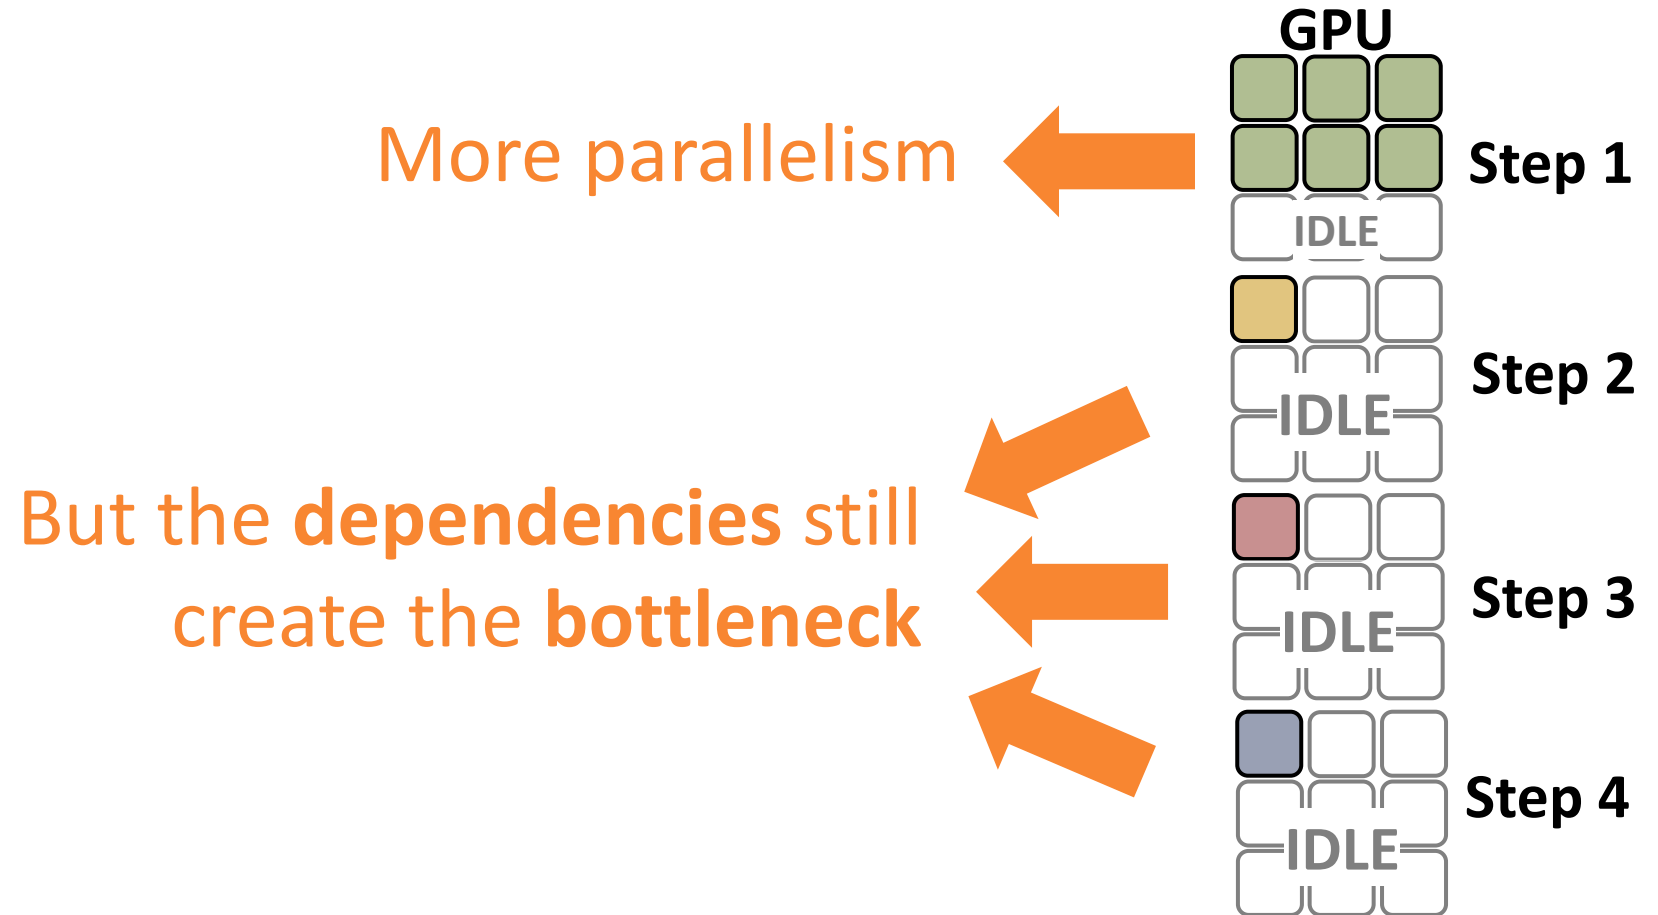 GPU
More parallelism
Step 1
IDLE
Step 2
IDLE
But the dependencies still
create the bottleneck
Step 3
IDLE
Step 4
IDLE